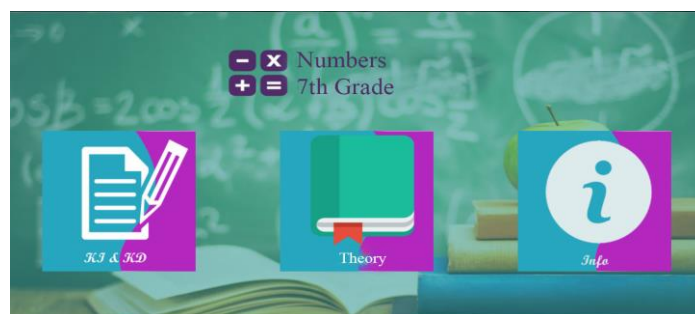 − × Numbers
+ = 7th Grade
KI & KD
Theory
Info